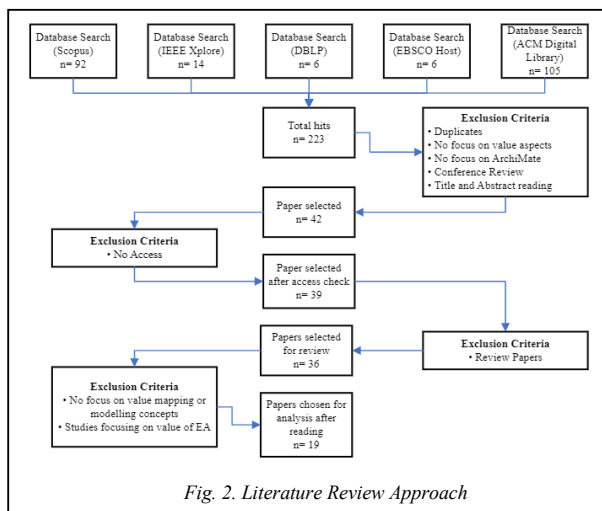 Database Search
(Scopus)
n= 92
Database Search
(IEEE Xplore)
n= 14
Database Search
(DBLP)
n= 6
Database Search
(EBSCO Host)
n= 6
Database Search
(ACM Digital
Library)
n= 105
Total hits
n= 223
Exclusion Criteria
• Duplicates
• No focus on value aspects
• No focus on ArchiMate
• Conference Review
• Title and Abstract reading
Paper selected
n= 42
Exclusion Criteria
• No Access
Paper selected
after access check
n= 39
Exclusion Criteria
• Review Papers
Papers selected
for review
n= 36
Exclusion Criteria
• No focus on value mapping or
modelling concepts
• Studies focusing on value of EA
Papers chosen for
analysis after
reading
n= 19
Fig. 2. Literature Review Approach